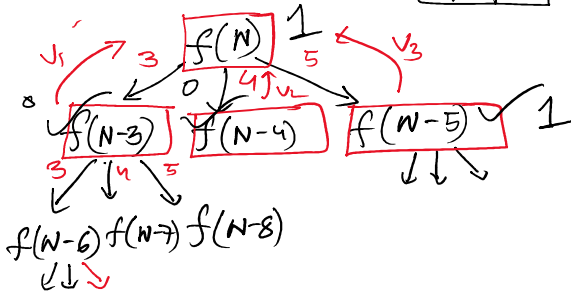 f(N) 1
V1 3 5 V3
0 4 V2
f(N-3) f(N-4) f(N-5) 1
3 4 5
f(N-6) f(N-7) f(N-8)